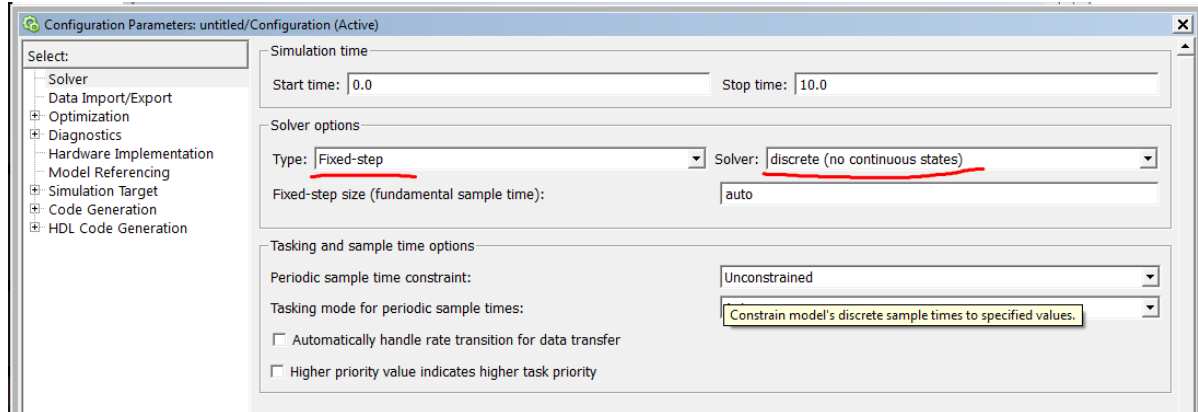 Configuration Parameters: untitled/Configuration (Active)
Select:
Solver
Data Import/Export
Optimization
Diagnostics
Hardware Implementation
Model Referencing
Simulation Target
Code Generation
HDL Code Generation
Simulation time
Start time: 0.0 Stop time: 10.0
Solver options
Type: Fixed-step Solver: discrete (no continuous states)
Fixed-step size (fundamental sample time): auto
Tasking and sample time options
Periodic sample time constraint: Unconstrained
Tasking mode for periodic sample times:
Constrain model's discrete sample times to specified values.
Automatically handle rate transition for data transfer
Higher priority value indicates higher task priority